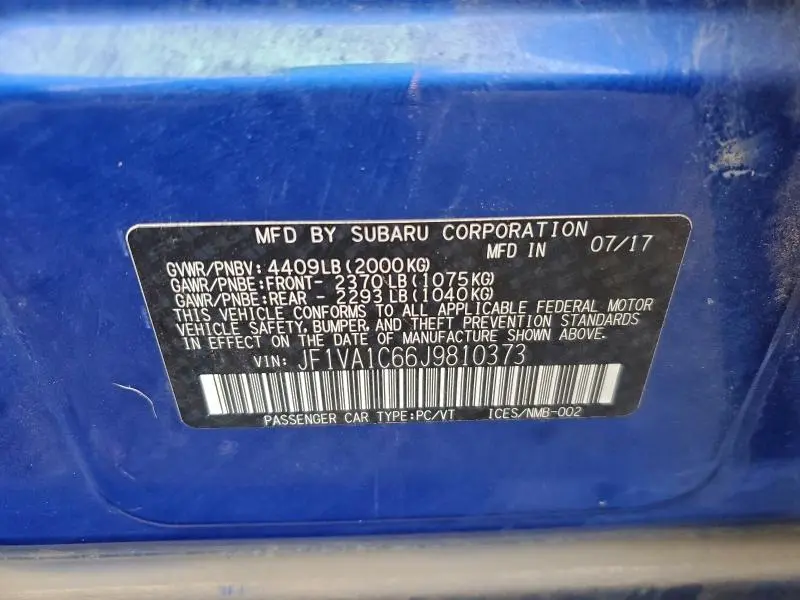 MFD BY SUBARU CORPORATION
MFD IN 07/17
GVWR/PNBV: 4409LB(2000KG)
GAWR/PNBE:FRONT- 2370LB(1075KG)
GAWR/PNBE:REAR - 2293LB(1040KG)
THIS VEHICLE CONFORMS TO ALL APPLICABLE FEDERAL MOTOR
VEHICLE SAFETY, BUMPER, AND THEFT PREVENTION STANDARDS
IN EFFECT ON THE DATE OF MANUFACTURE SHOWN ABOVE.
VIN: JF1VA1C66J9810373
PASSENGER CAR TYPE:PC/VT ICES/NMB-002